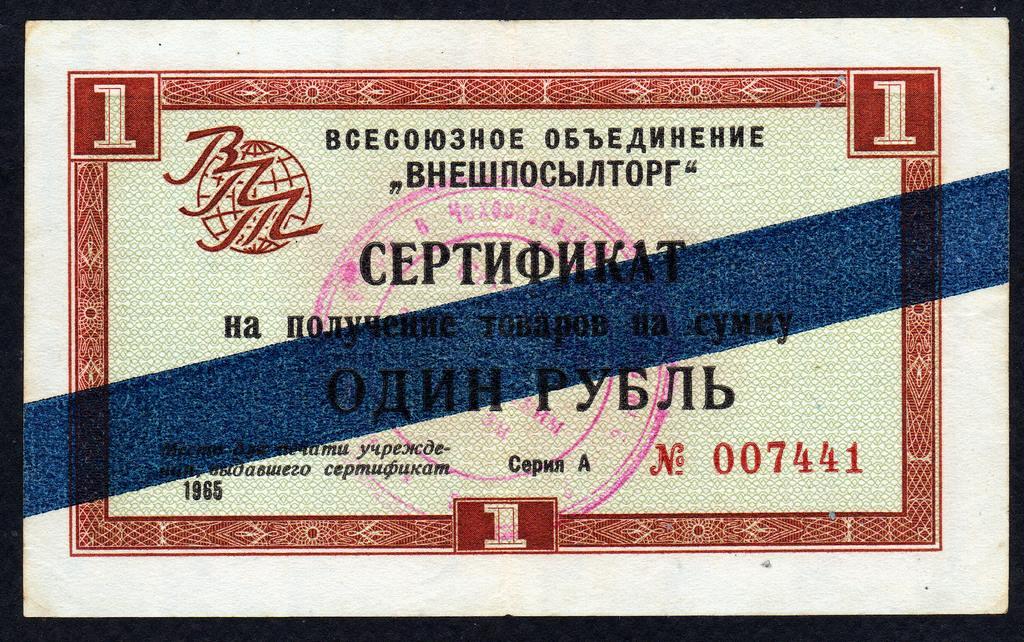 1
1
ВПТ
ВСЕСОЮЗНОЕ ОБЪЕДИНЕНИЕ
„ВНЕШПОСЫЛТОРГ“
СЕРТИФИКАТ
на получение товаров на сумму
ОДИН РУБЛЬ
Место для печати учрежде-
ния, выдавшего сертификат
1965
Серия А
№ 007441
1